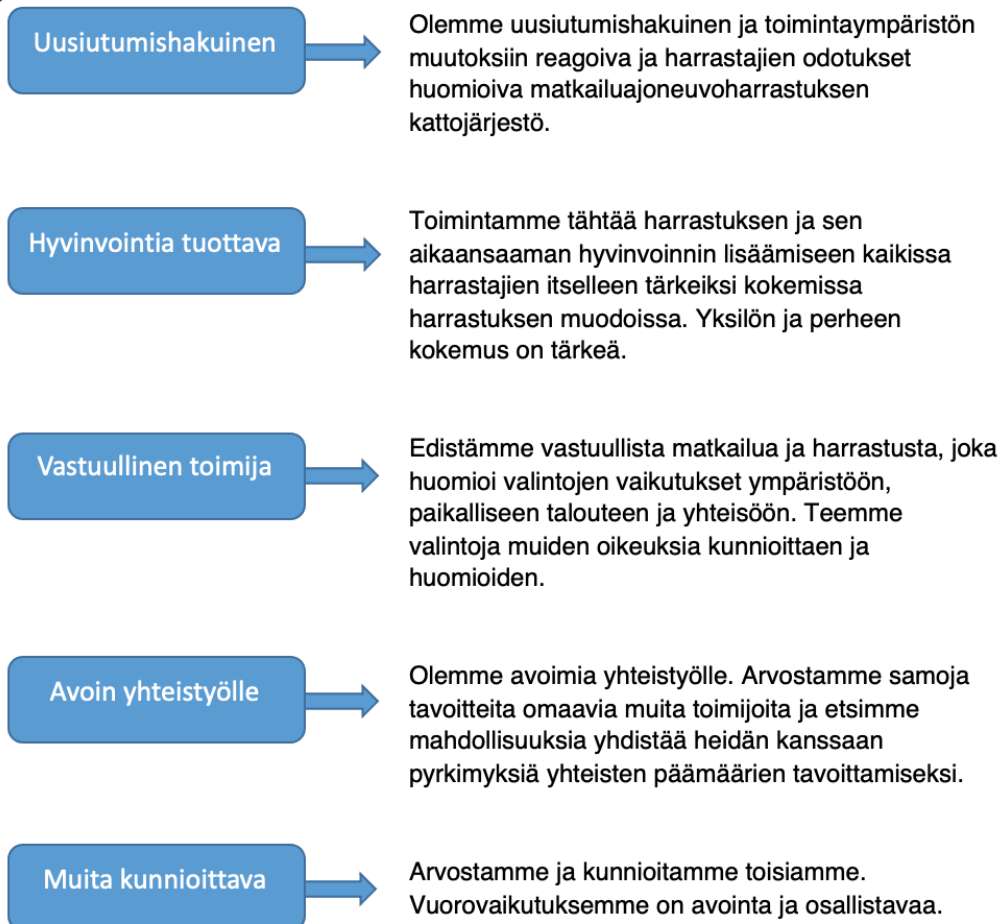 Uusiutumishakuinen
Olemme uusiutumishakuinen ja toimintaympäristön
muutoksiin reagoiva ja harrastajien odotukset
huomioiva matkailuajoneuvoharrastuksen
kattojärjestö.
Hyvinvointia tuottava
Toimintamme tähtää harrastuksen ja sen
aikaansaaman hyvinvoinnin lisäämiseen kaikissa
harrastajien itselleen tärkeiksi kokemissa
harrastuksen muodoissa. Yksilön ja perheen
kokemus on tärkeä.
Vastuullinen toimija
Edistämme vastuullista matkailua ja harrastusta, joka
huomioi valintojen vaikutukset ympäristöön,
paikalliseen talouteen ja yhteisöön. Teemme
valintoja muiden oikeuksia kunnioittaen ja
huomioiden.
Avoin yhteistyölle
Olemme avoimia yhteistyölle. Arvostamme samoja
tavoitteita omaavia muita toimijoita ja etsimme
mahdollisuuksia yhdistää heidän kanssaan
pyrkimyksiä yhteisten päämäärien tavoittamiseksi.
Muita kunnioittava
Arvostamme ja kunnioitamme toisiamme.
Vuorovaikutuksemme on avointa ja osallistavaa.